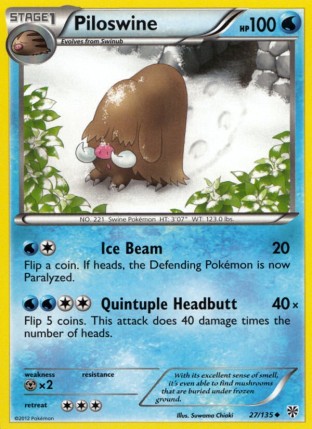 STAGE1
Piloswine
HP100
Evolves from Swinub
NO. 221. Swine Pokémon. HT. 3'07" WT. 123.0 lbs.
Ice Beam 20
Flip a coin. If heads, the Defending Pokémon is now
Paralyzed.
Quintuple Headbutt 40×
Flip 5 coins. This attack does 40 damage times the
number of heads.
weakness
resistance
×2
retreat
With its excellent sense of smell,
it's even able to find mushrooms
that are buried under frozen
ground.
©2012 Pokémon
Illus. Suwama Chiaki
27/135